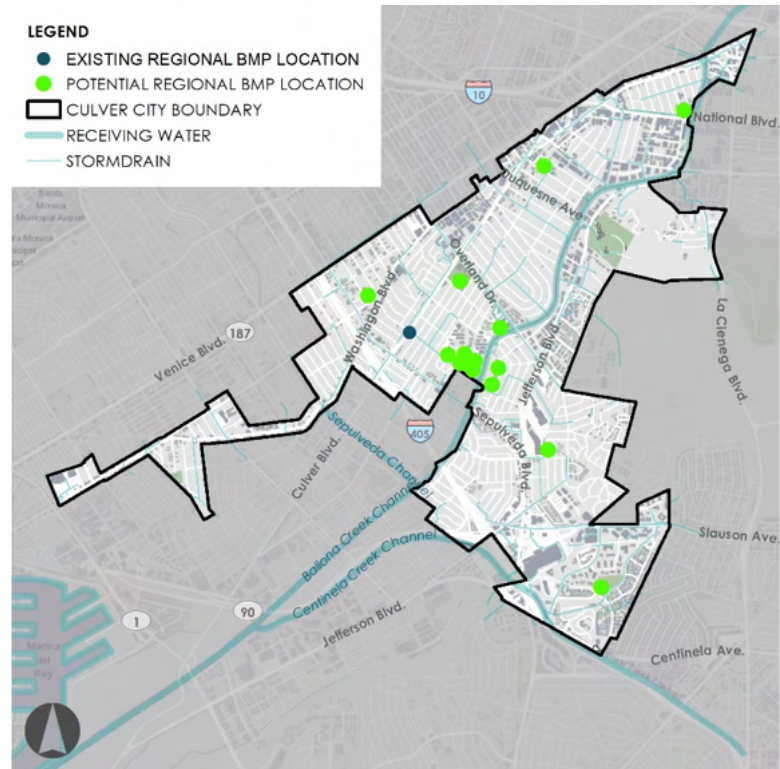 LEGEND
EXISTING REGIONAL BMP LOCATION
POTENTIAL REGIONAL BMP LOCATION
CULVER CITY BOUNDARY
RECEIVING WATER
STORMDRAIN
10
National Blvd.
Santa
Monica
Municipal Airport
Duquesne Ave.
Overland Dr.
Washington Blvd.
187
Venice Blvd.
La Cienega Blvd.
Jefferson Blvd.
405
Sepulveda Blvd.
Sepulveda Channel
Culver Blvd.
Ballona Creek Channel
Slauson Ave.
Centinela Creek Channel
90
1
Jefferson Blvd.
Marina
del
Rey
Centinela Ave.